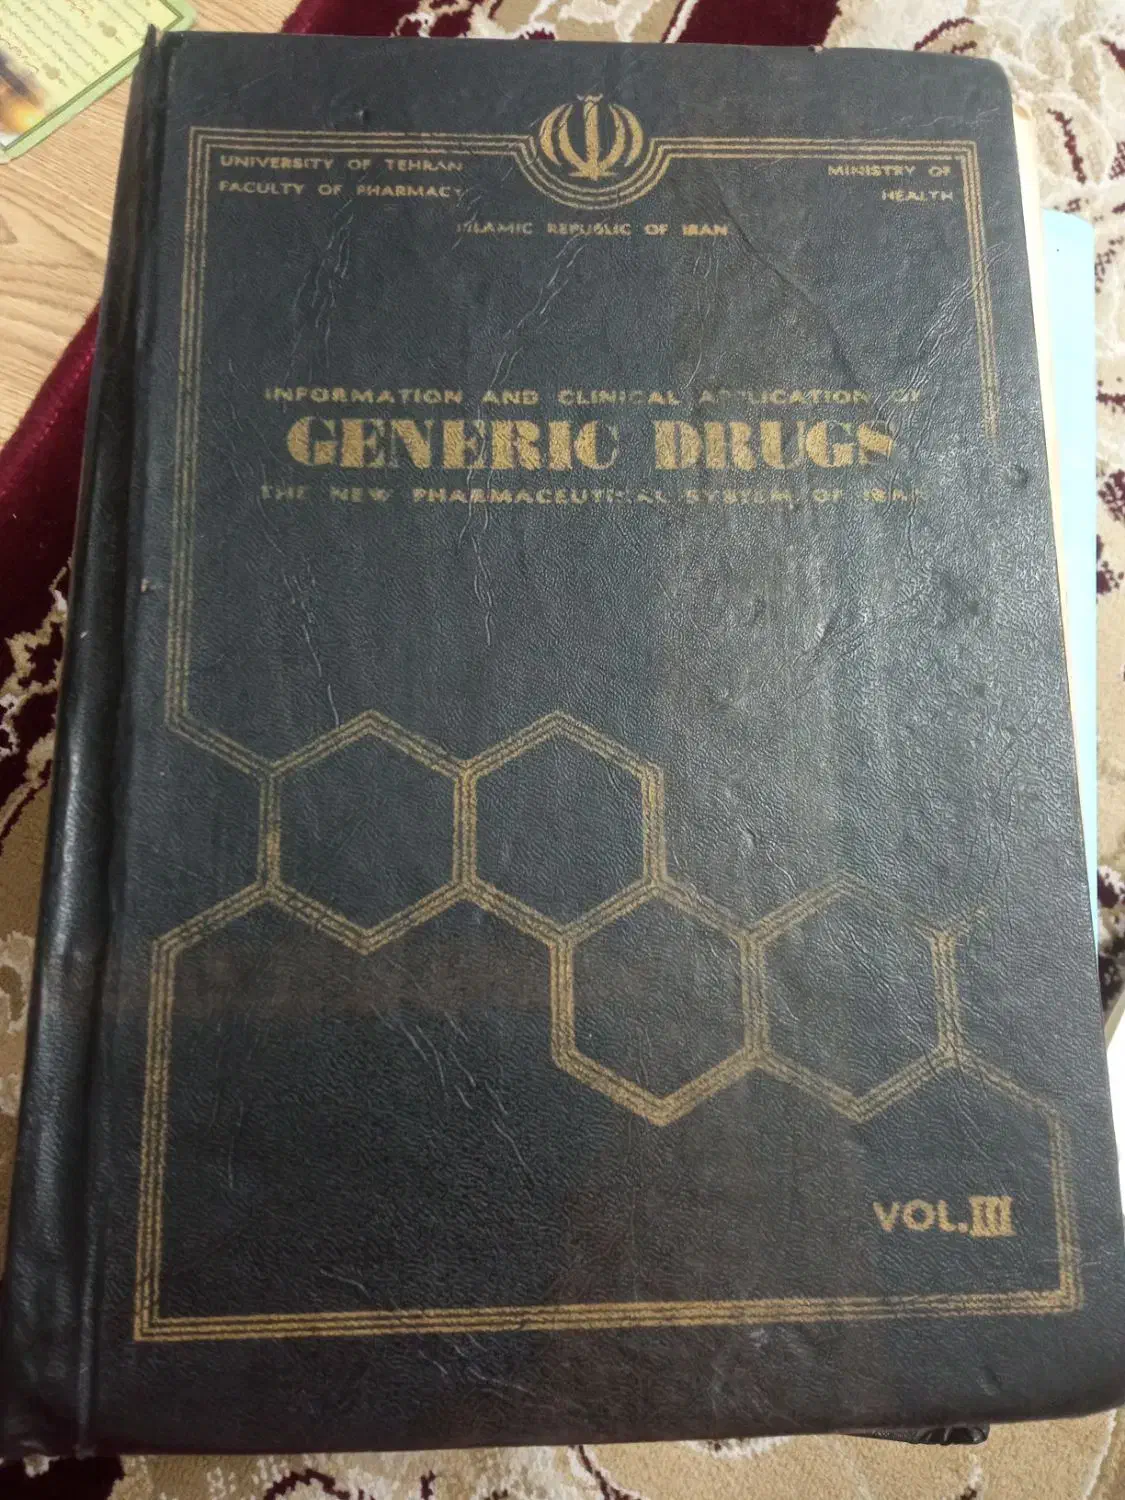 UNIVERSITY OF TEHRAN
FACULTY OF PHARMACY
MINISTRY OF
HEALTH
ISLAMIC REPUBLIC OF IRAN
INFORMATION AND CLINICAL APPLICATION OF
GENERIC DRUGS
THE NEW PHARMACEUTICAL SYSTEM OF IRAN
VOL.III